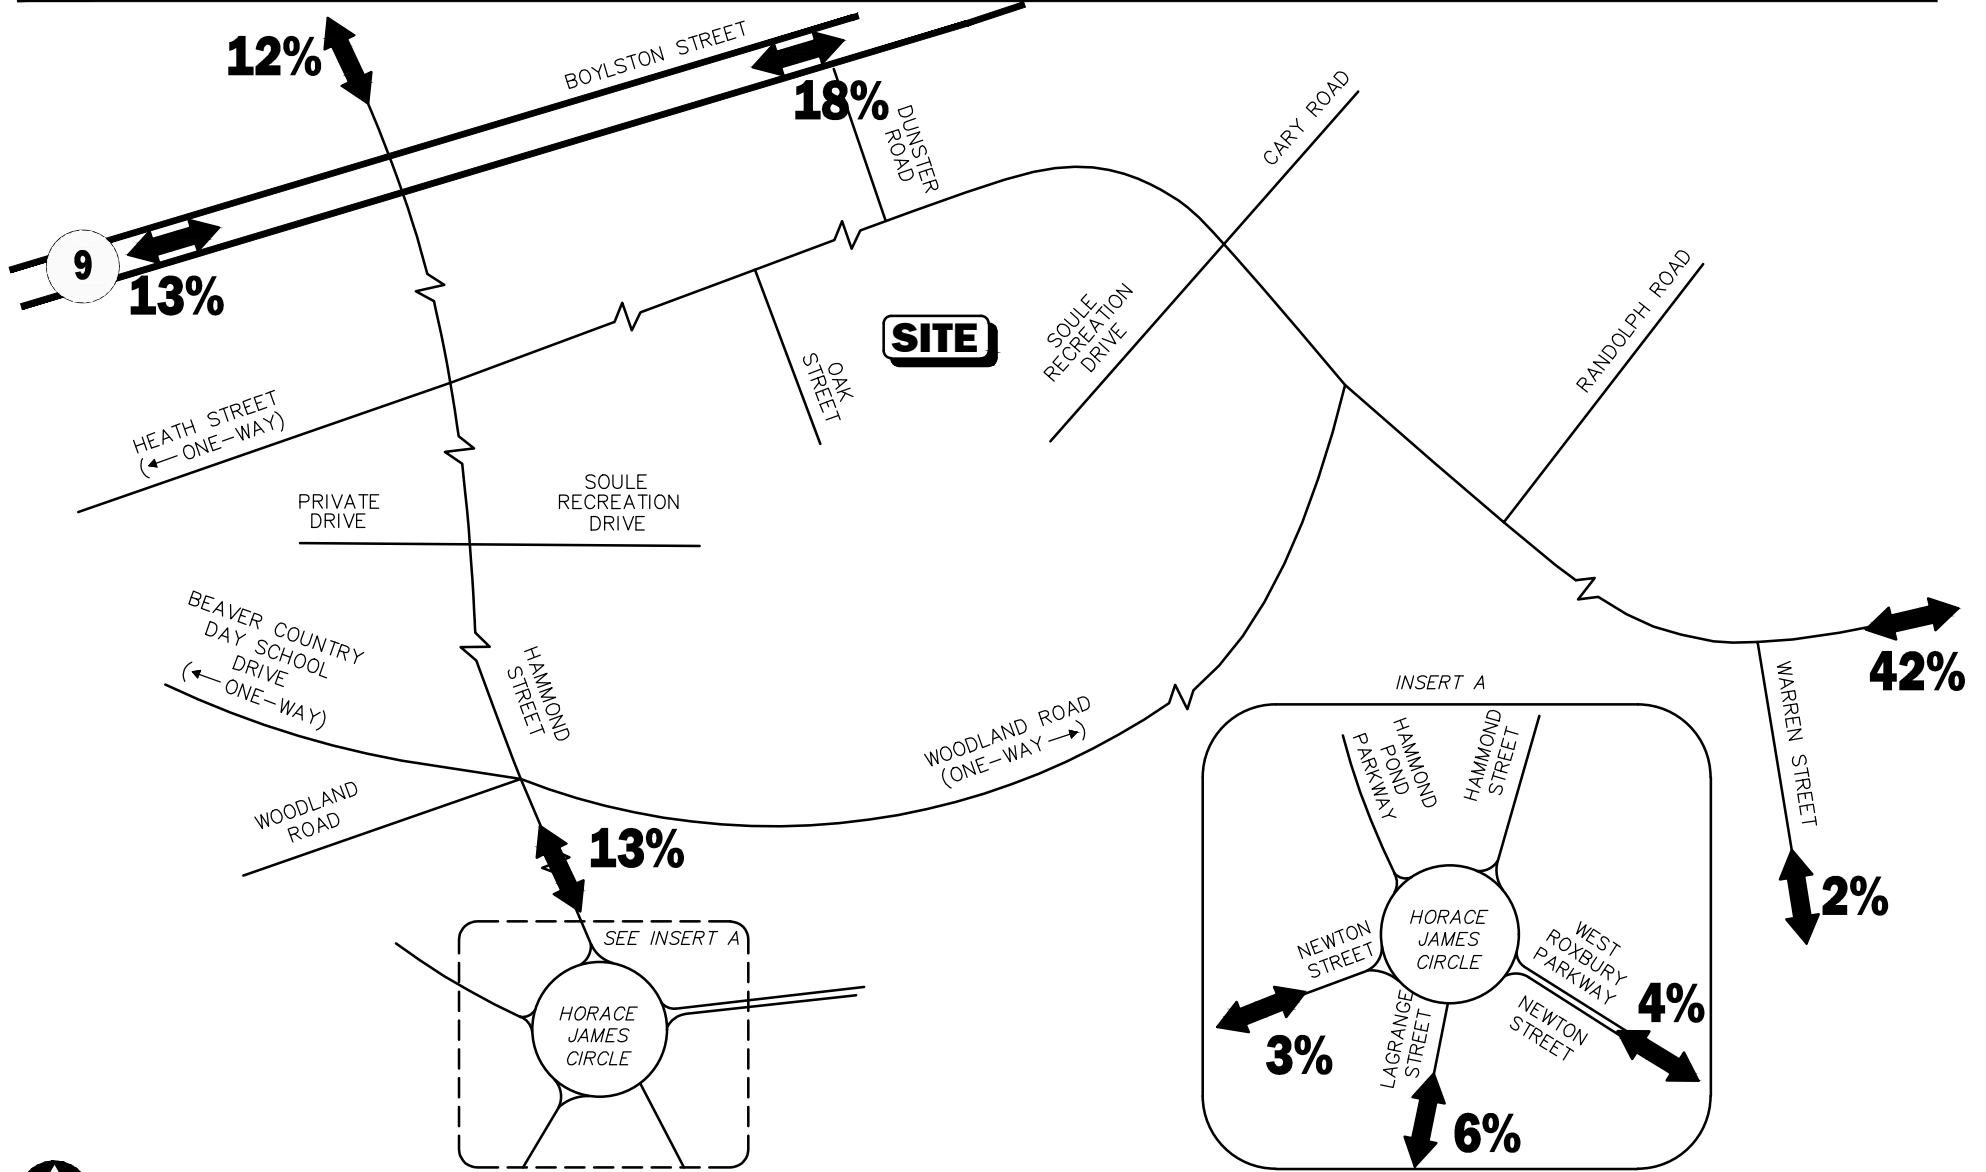 12%
BOYLSTON STREET
18%
DUNSTER
ROAD
CARY ROAD
9
13%
SITE
SOULE
RECREATION
DRIVE
RANDOLPH ROAD
OAK
STREET
HEATH STREET
(← ONE-WAY)
PRIVATE
DRIVE
SOULE
RECREATION
DRIVE
BEAVER COUNTRY
DAY SCHOOL
DRIVE
(← ONE-WAY)
HAMMOND
STREET
WOODLAND ROAD
(ONE-WAY →)
WOODLAND
ROAD
13%
42%
WARREN STREET
2%
SEE INSERT A
HORACE
JAMES
CIRCLE
INSERT A
HAMMOND
POND
PARKWAY
HAMMOND
STREET
HORACE
JAMES
CIRCLE
NEWTON
STREET
3%
WEST
ROXBURY
PARKWAY
4%
NEWTON
STREET
LAGRANGE
STREET
6%